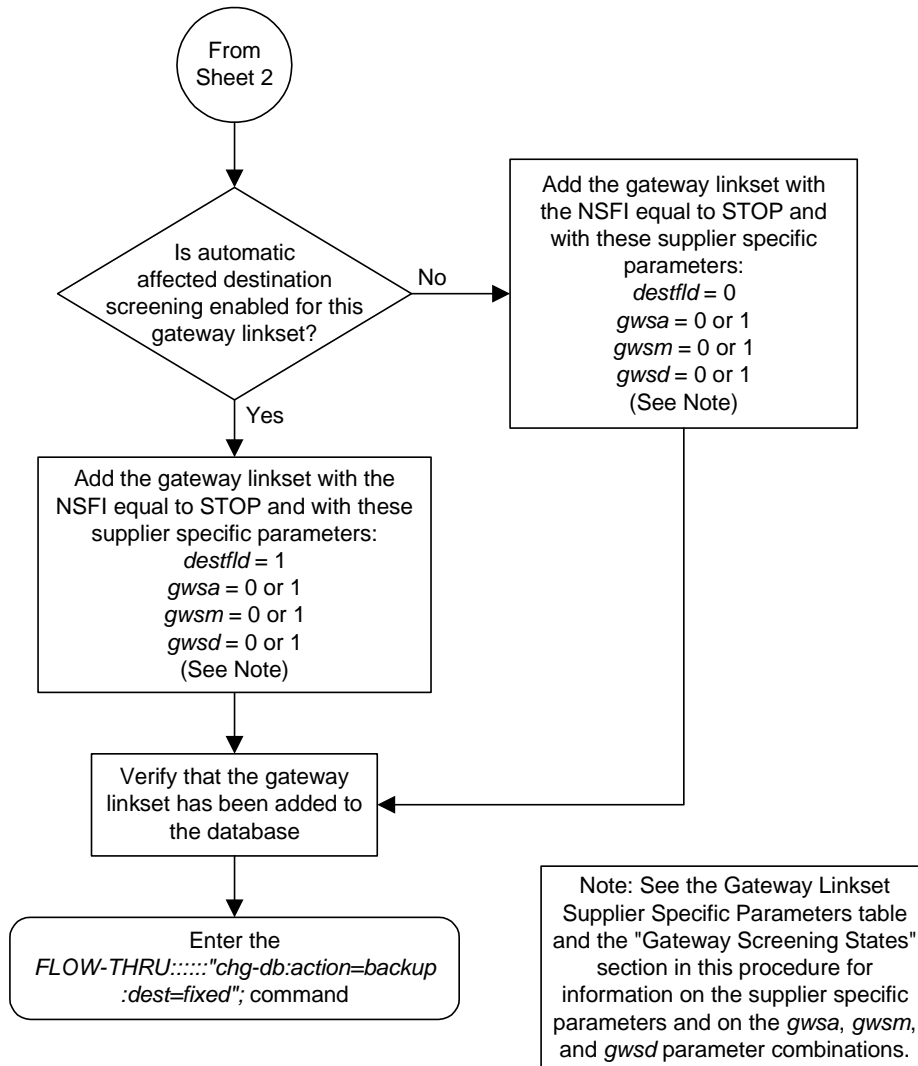 From
Sheet 2
Is automatic
affected destination
screening enabled for this
gateway linkset?
No
Add the gateway linkset with
the NSFI equal to STOP and
with these supplier specific
parameters:
destfld = 0
gwsa = 0 or 1
gwsm = 0 or 1
gwsd = 0 or 1
(See Note)
Yes
Add the gateway linkset with the
NSFI equal to STOP and with these
supplier specific parameters:
destfld = 1
gwsa = 0 or 1
gwsm = 0 or 1
gwsd = 0 or 1
(See Note)
Verify that the gateway
linkset has been added to
the database
Enter the
FLOW-THRU::::::"chg-db:action=backup
:dest=fixed"; command
Note: See the Gateway Linkset
Supplier Specific Parameters table
and the "Gateway Screening States"
section in this procedure for
information on the supplier specific
parameters and on the gwsa, gwsm,
and gwsd parameter combinations.